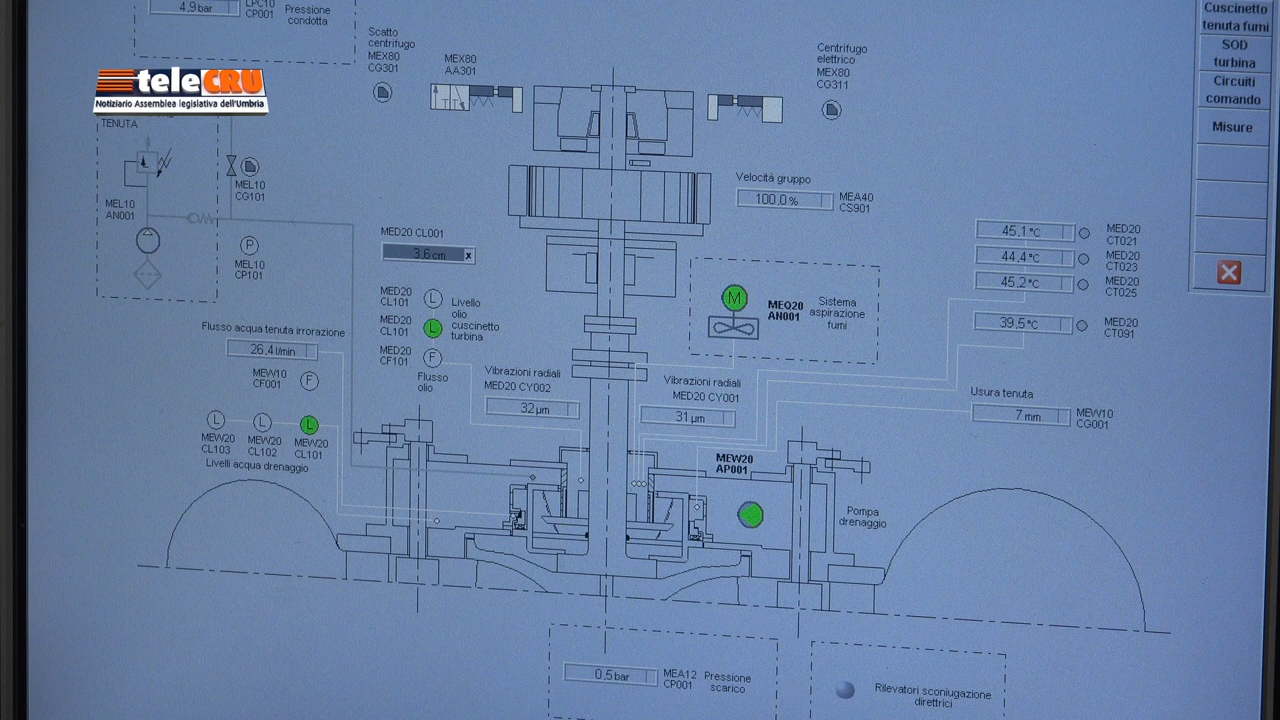 4,9 bar
LPC10
CP001
Pressione
condotta
teleCRU
Notiziario Assemblea legislativa dell'Umbria
TENUTA
Scatto
centrifugo
MEX80
CG301
MEX80
AA301
Centrifugo
elettrico
MEX80
CG311
Cuscinetto
tenuta fumi
SOD
turbina
Circuiti
comando
Misure
MEL10
AN001
MEL10
CG101
P
MEL10
CP101
Velocità gruppo
100,0 %
MEA40
CS901
MED20 CL001
3,6 cm
x
MED20
CL101
L
MED20
CL101
L
Livello
olio
cuscinetto
turbina
MED20
CF101
F
Flusso
olio
M
MEQ20
AN001
Sistema
aspirazione
fumi
45,1 °C
MED20
CT021
44,4 °C
MED20
CT023
45,2 °C
MED20
CT025
39,5 °C
MED20
CT091
Flusso acqua tenuta irrorazione
26,4 l/min
MEW10
CF001
F
L
L
L
MEW20
CL103
MEW20
CL102
MEW20
CL101
Livelli acqua drenaggio
Vibrazioni radiali
MED20 CY002
32 µm
Vibrazioni radiali
MED20 CY001
31 µm
Usura tenuta
7 mm
MEW10
CG001
MEW20
AP001
Pompa
drenaggio
0,5 bar
MEA12
CP001
Pressione
scarico
Rilevatori sconiugazione
direttrici